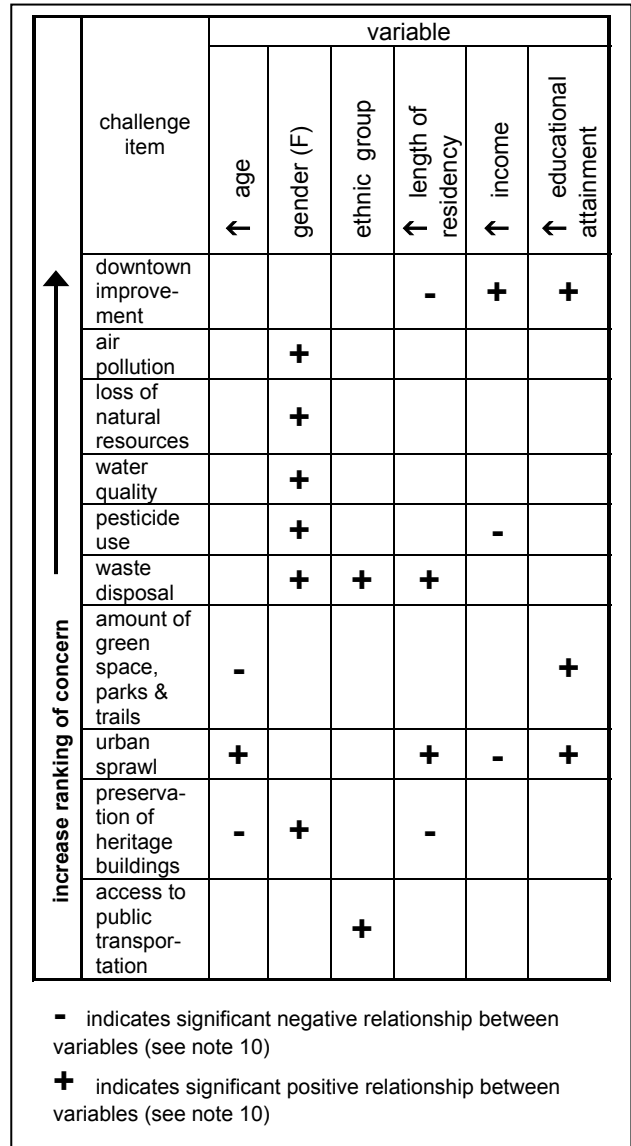 variable
challenge
item
↑ age
gender (F)
ethnic group
↑ length of
residency
↑ income
↑ educational
attainment
increase ranking of concern
downtown
improve-
ment
- + +
air
pollution
+
loss of
natural
resources
+
water
quality
+
pesticide
use
+ -
waste
disposal
+ + +
amount of
green
space,
parks &
trails
- +
urban
sprawl
+ + - +
preserva-
tion of
heritage
buildings
- + -
access to
public
transpor-
tation
+
- indicates significant negative relationship between
variables (see note 10)
+ indicates significant positive relationship between
variables (see note 10)